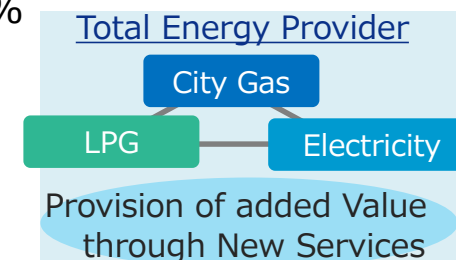 %
Total Energy Provider
City Gas
LPG
Electricity
Provision of added Value
through New Services